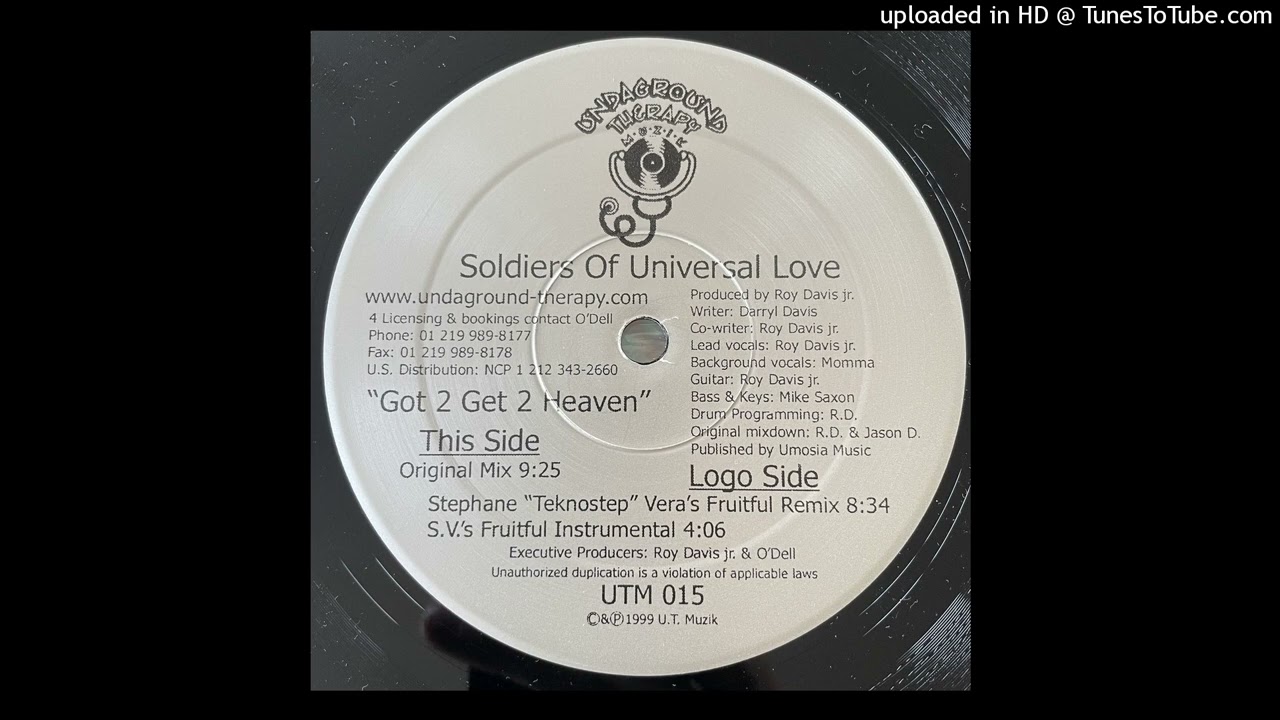 uploaded in HD @ TunesToTube.com
UNDAGROUND
THERAPY
M·U·Z·I·K
Soldiers Of Universal Love
www.undaground-therapy.com
4 Licensing & bookings contact O'Dell
Phone: 01 219 989-8177
Fax: 01 219 989-8178
U.S. Distribution: NCP 1 212 343-2660
"Got 2 Get 2 Heaven"
This Side
Original Mix 9:25
Produced by Roy Davis jr.
Writer: Darryl Davis
Co-writer: Roy Davis jr.
Lead vocals: Roy Davis jr.
Background vocals: Momma
Guitar: Roy Davis jr.
Bass & Keys: Mike Saxon
Drum Programming: R.D.
Original mixdown: R.D. & Jason D.
Published by Umosia Music
Logo Side
Stephane "Teknostep" Vera's Fruitful Remix 8:34
S.V.'s Fruitful Instrumental 4:06
Executive Producers: Roy Davis jr. & O'Dell
Unauthorized duplication is a violation of applicable laws
UTM 015
©&℗1999 U.T. Muzik